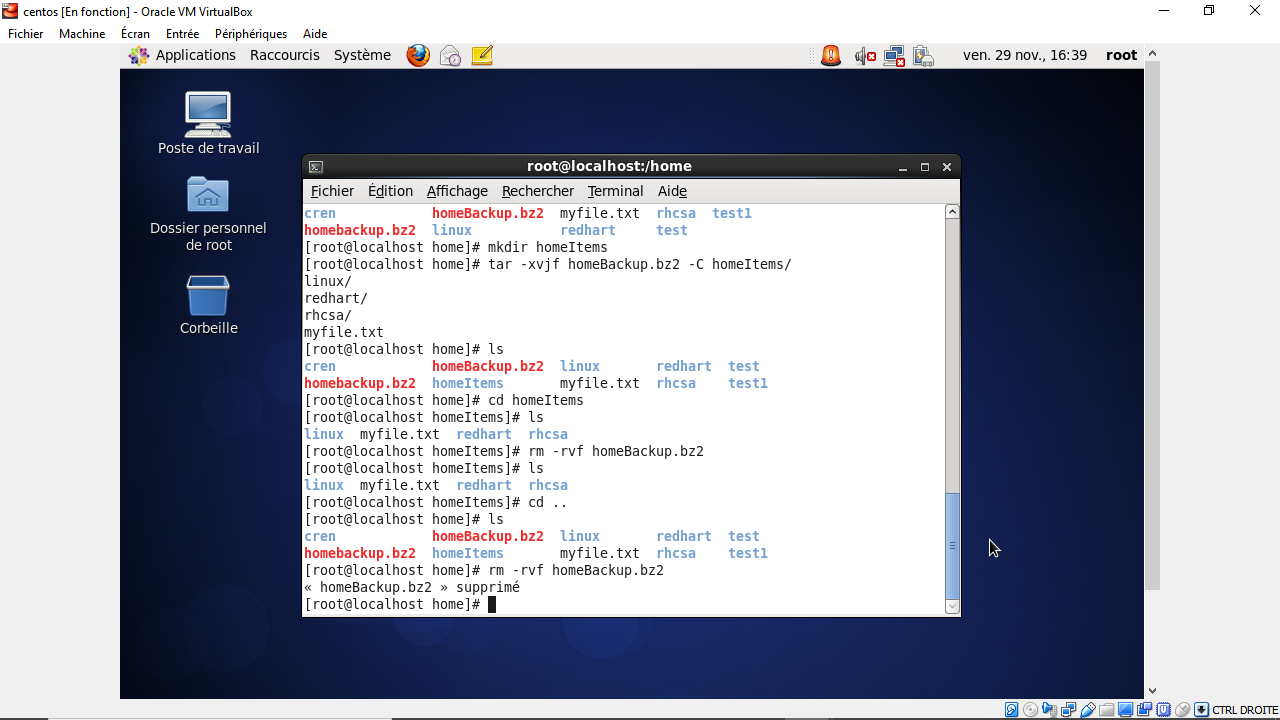 centos [En fonction] - Oracle VM VirtualBox
Fichier Machine Écran Entrée Périphériques Aide
Applications Raccourcis Système ven. 29 nov., 16:39 root
Poste de travail
Dossier personnel
de root
Corbeille
root@localhost:/home
Fichier Édition Affichage Rechercher Terminal Aide
cren homeBackup.bz2 myfile.txt rhcsa test1
homebackup.bz2 linux redhart test
[root@localhost home]# mkdir homeItems
[root@localhost home]# tar -xvjf homeBackup.bz2 -C homeItems/
linux/
redhart/
rhcsa/
myfile.txt
[root@localhost home]# ls
cren homeBackup.bz2 linux redhart test
homebackup.bz2 homeItems myfile.txt rhcsa test1
[root@localhost home]# cd homeItems
[root@localhost homeItems]# ls
linux myfile.txt redhart rhcsa
[root@localhost homeItems]# rm -rvf homeBackup.bz2
[root@localhost homeItems]# ls
linux myfile.txt redhart rhcsa
[root@localhost homeItems]# cd ..
[root@localhost home]# ls
cren homeBackup.bz2 linux redhart test
homebackup.bz2 homeItems myfile.txt rhcsa test1
[root@localhost home]# rm -rvf homeBackup.bz2
« homeBackup.bz2 » supprimé
[root@localhost home]#
CTRL DROITE